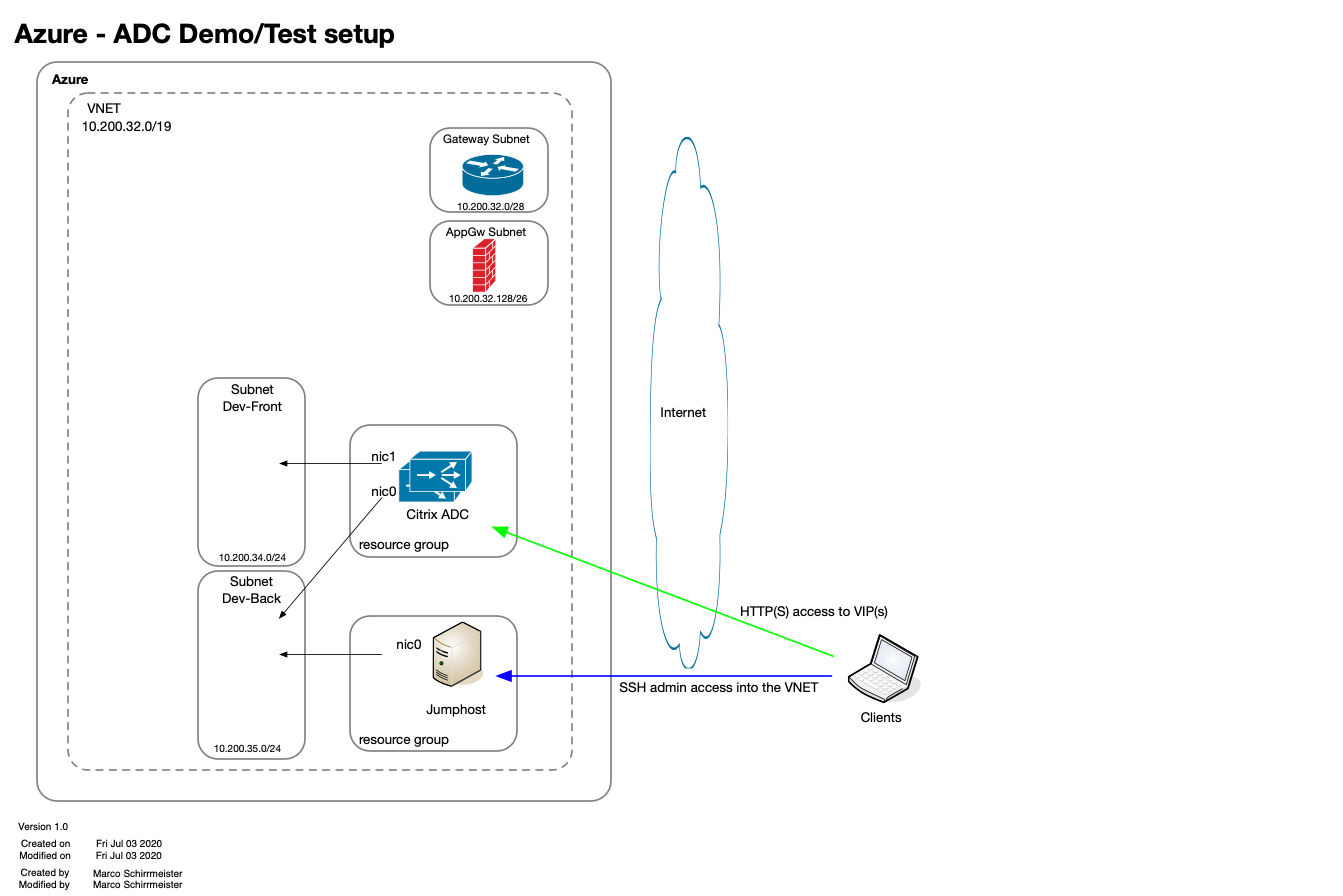 Azure - ADC Demo/Test setup
Azure
VNET
10.200.32.0/19
Gateway Subnet
10.200.32.0/28
AppGw Subnet
10.200.32.128/26
Subnet
Dev-Front
10.200.34.0/24
nic1
nic0
Citrix ADC
resource group
Internet
Subnet
Dev-Back
10.200.35.0/24
nic0
Jumphost
resource group
HTTP(S) access to VIP(s)
SSH admin access into the VNET
Clients
Version 1.0
Created on Fri Jul 03 2020
Modified on Fri Jul 03 2020
Created by Marco Schirrmeister
Modified by Marco Schirrmeister